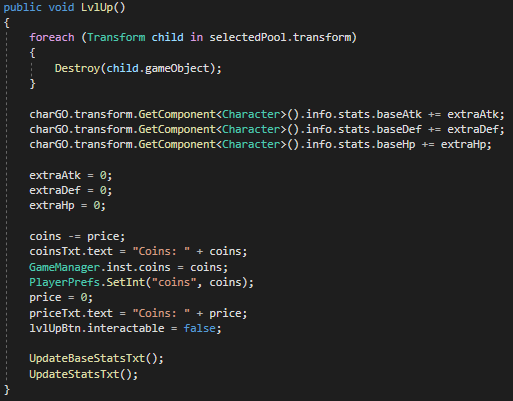 public void LvlUp()
{
foreach (Transform child in selectedPool.transform)
{
Destroy(child.gameObject);
}
charGO.transform.GetComponent<Character>().info.stats.baseAtk += extraAtk;
charGO.transform.GetComponent<Character>().info.stats.baseDef += extraDef;
charGO.transform.GetComponent<Character>().info.stats.baseHp += extraHp;
extraAtk = 0;
extraDef = 0;
extraHp = 0;
coins -= price;
coinsTxt.text = "Coins: " + coins;
GameManager.inst.coins = coins;
PlayerPrefs.SetInt("coins", coins);
price = 0;
priceTxt.text = "Coins: " + price;
lvlUpBtn.interactable = false;
UpdateBaseStatsTxt();
UpdateStatsTxt();
}